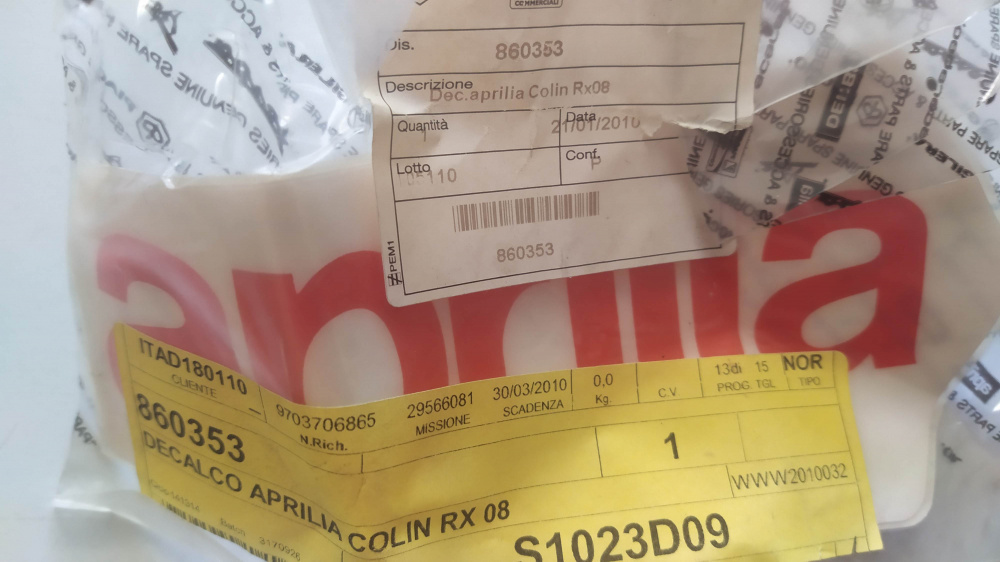 COMMERCIALI
Dis.
860353
Descrizione
Dec.aprilia Colin Rx08
Quantità
Data
21/01/2010
Lotto
Conf.
P
860353
aprilia
ITAD180110
CLIENTE
9703706865
N.Rich.
29566081
MISSIONE
30/03/2010
SCADENZA
0,0
Kg.
C.V
13di 15
PROG TGL
NOR
TIPO
860353
1
DECALCO APRILIA COLIN RX 08
WWW2010032
S1023D09